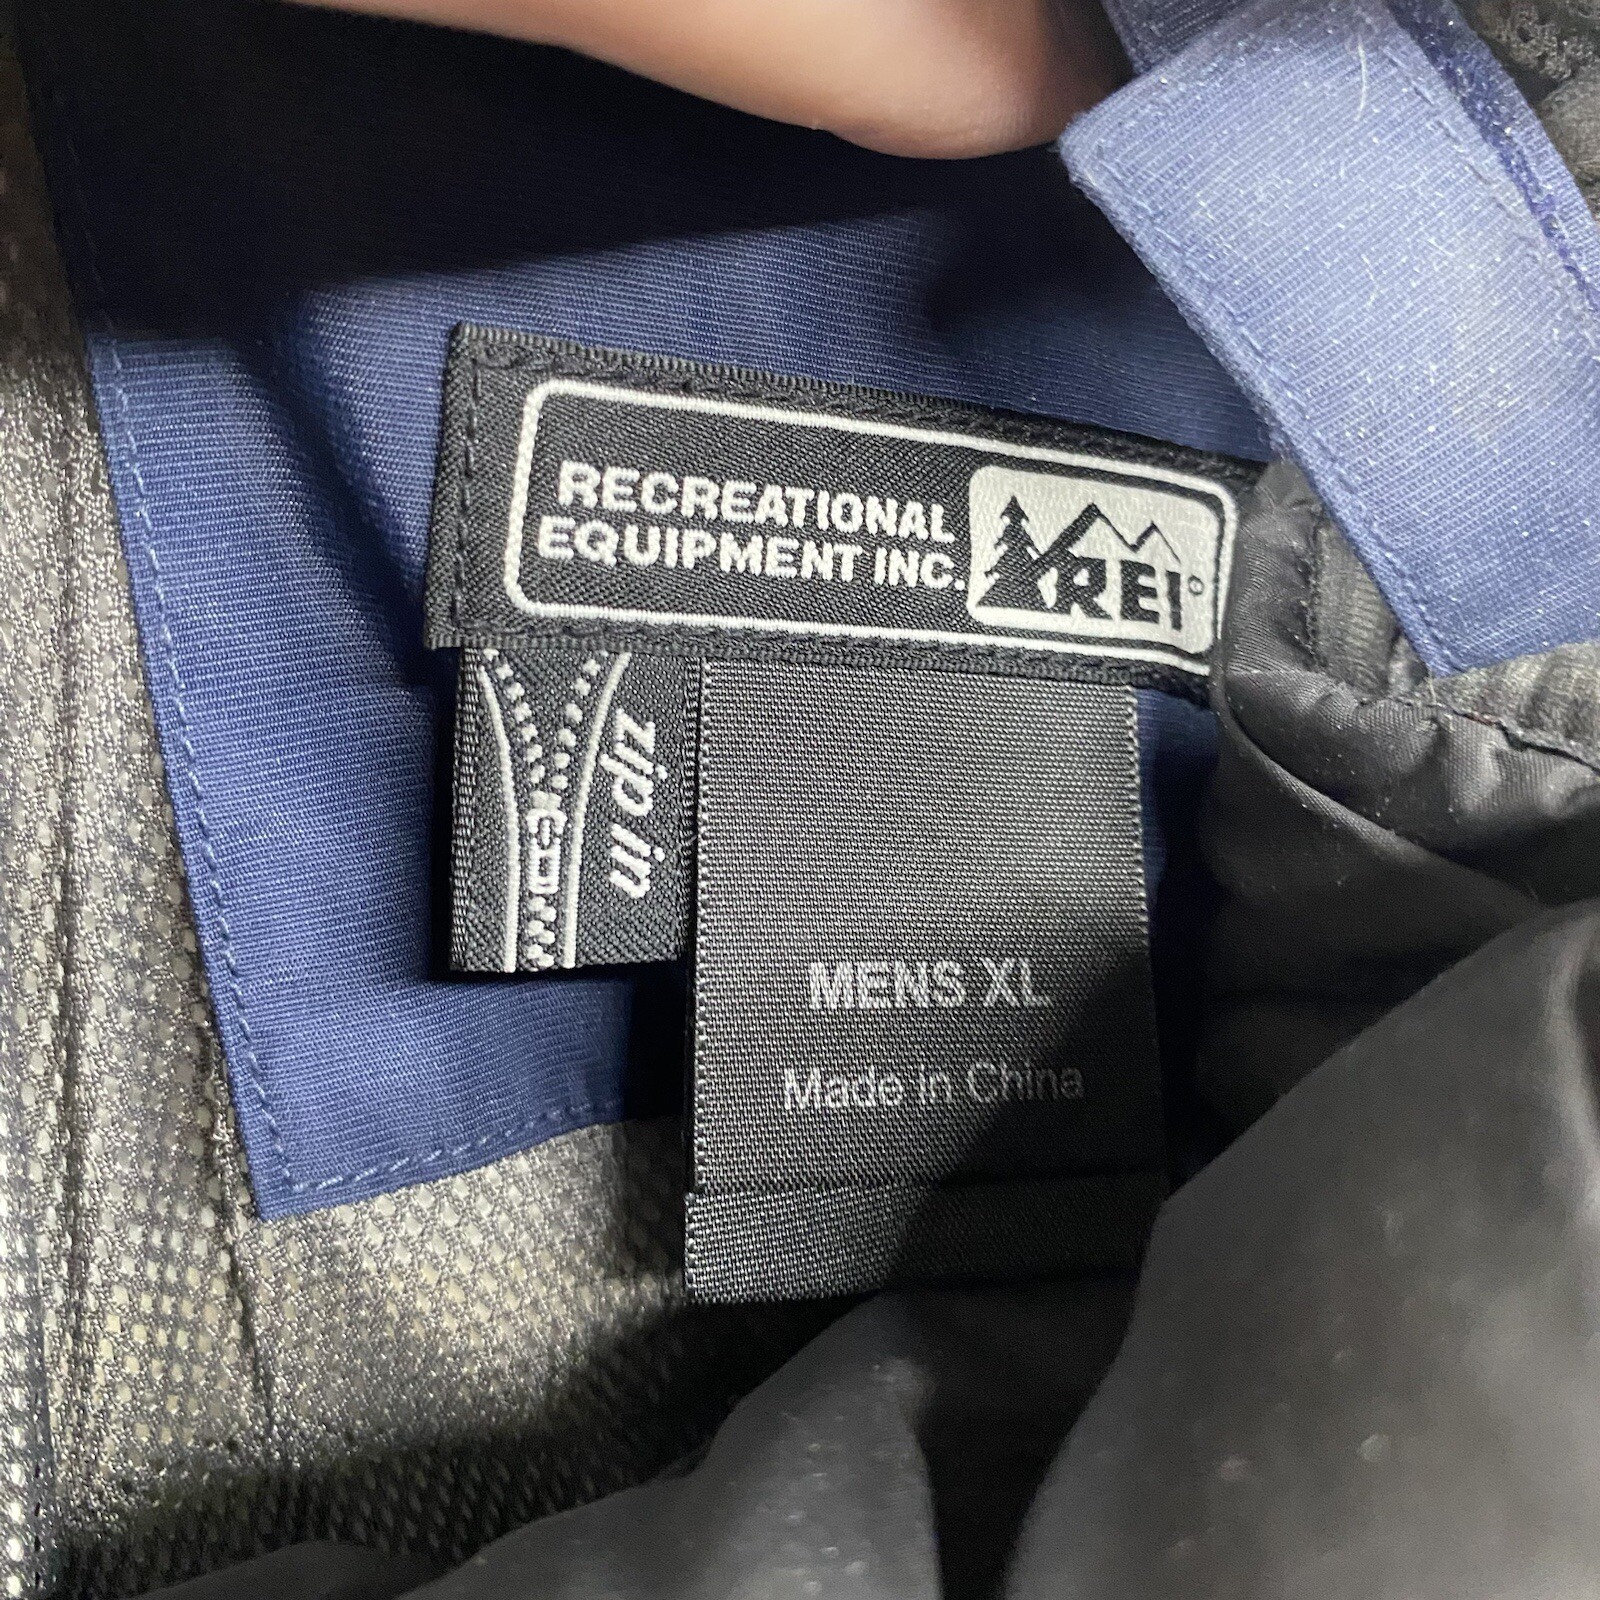 RECREATIONAL
EQUIPMENT INC.
REI
zip in
MENS XL
Made in China